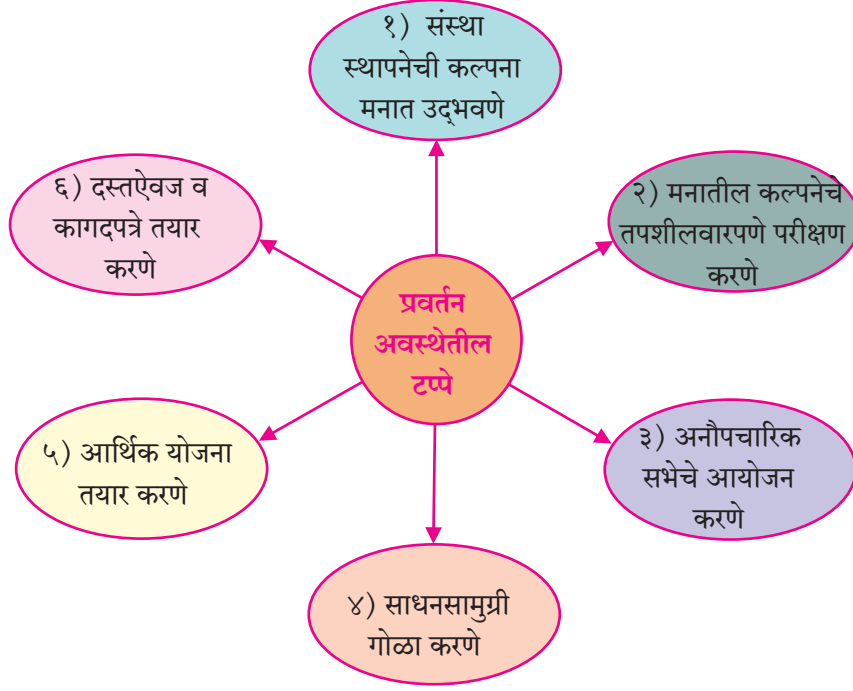 १) संस्था
स्थापनेची कल्पना
मनात उद्‌भवणे
२) मनातील कल्पनेचे
तपशीलवारपणे परीक्षण
करणे
३) अनौपचारिक
सभेचे आयोजन
करणे
४) साधनसामुग्री
गोळा करणे
५) आर्थिक योजना
तयार करणे
६) दस्तऐवज व
कागदपत्रे तयार
करणे
प्रवर्तन
अवस्थेतील
टप्पे